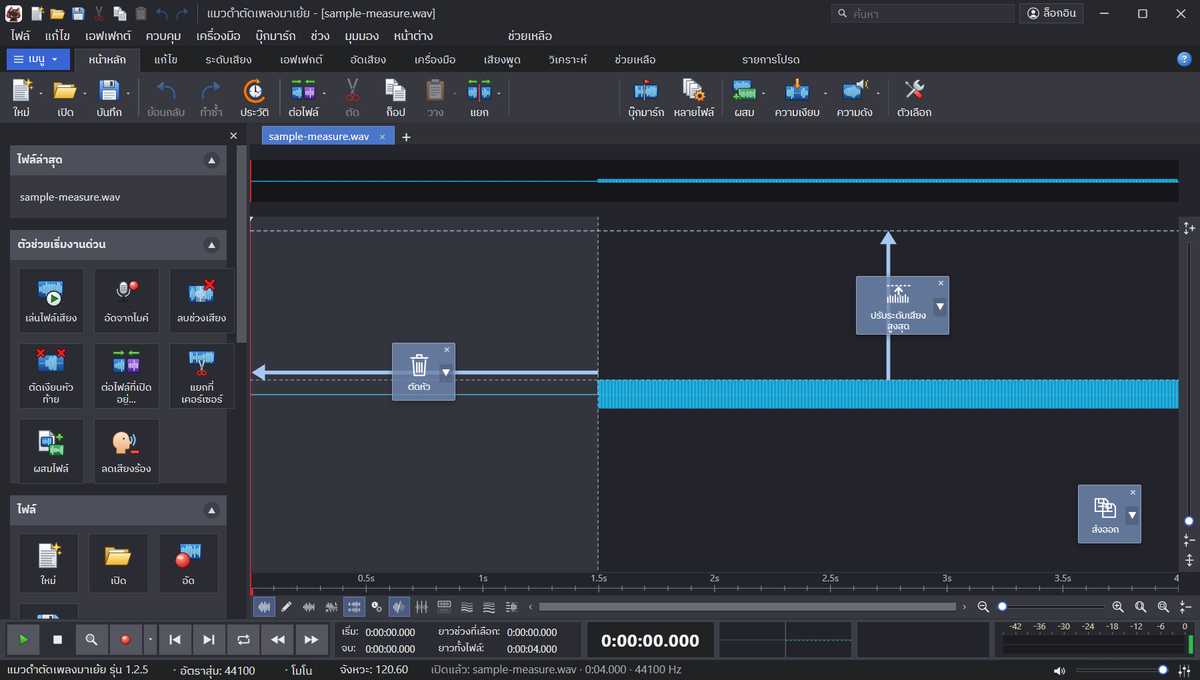 แมวดำตัดเพลงมาเย้ย - [sample-measure.wav]
ค้นหา
ล็อกอิน
ไฟล์ แก้ไข เอฟเฟกต์ ควบคุม เครื่องมือ บุ๊กมาร์ก ช่วง มุมมอง หน้าต่าง ช่วยเหลือ
เมนู หน้าหลัก แก้ไข ระดับเสียง เอฟเฟกต์ อัดเสียง เครื่องมือ เสียงพูด วิเคราะห์ ช่วยเหลือ รายการโปรด
ใหม่ เปิด บันทึก ย้อนกลับ ทำซ้ำ ประวัติ ต่อไฟล์ ตัด ก็อป วาง แยก บุ๊กมาร์ก หลายไฟล์ ผสม ความเงียบ ความดัง ตัวเลือก
sample-measure.wav
ไฟล์ล่าสุด
sample-measure.wav
ตัวช่วยเริ่มงานด่วน
เล่นไฟล์เสียง อัดจากไมค์ ลบช่วงเสียง
ตัดเงียบหัวท้าย ต่อไฟล์ที่เปิดอยู่... แยกที่เคอร์เซอร์
ผสมไฟล์ ลดเสียงร้อง
ไฟล์
ใหม่ เปิด อัด
ปรับระดับเสียง
สูงสุด
ตัดหัว
ส่งออก
0.5s 1s 1.5s 2s 2.5s 3s 3.5s 4
เริ่ม: 0:00:00.000 ยาวช่วงที่เลือก: 0:00:00.000
จบ: 0:00:00.000 ยาวทั้งไฟล์: 0:00:04.000
0:00:00.000
-42 -36 -30 -24 -18 -12 -6 0
แมวดำตัดเพลงมาเย้ย รุ่น 1.2.5 · อัตราสุ่ม: 44100 · โมโน จังหวะ: 120.60 เปิดแล้ว: sample-measure.wav · 0:04.000 · 44100 Hz